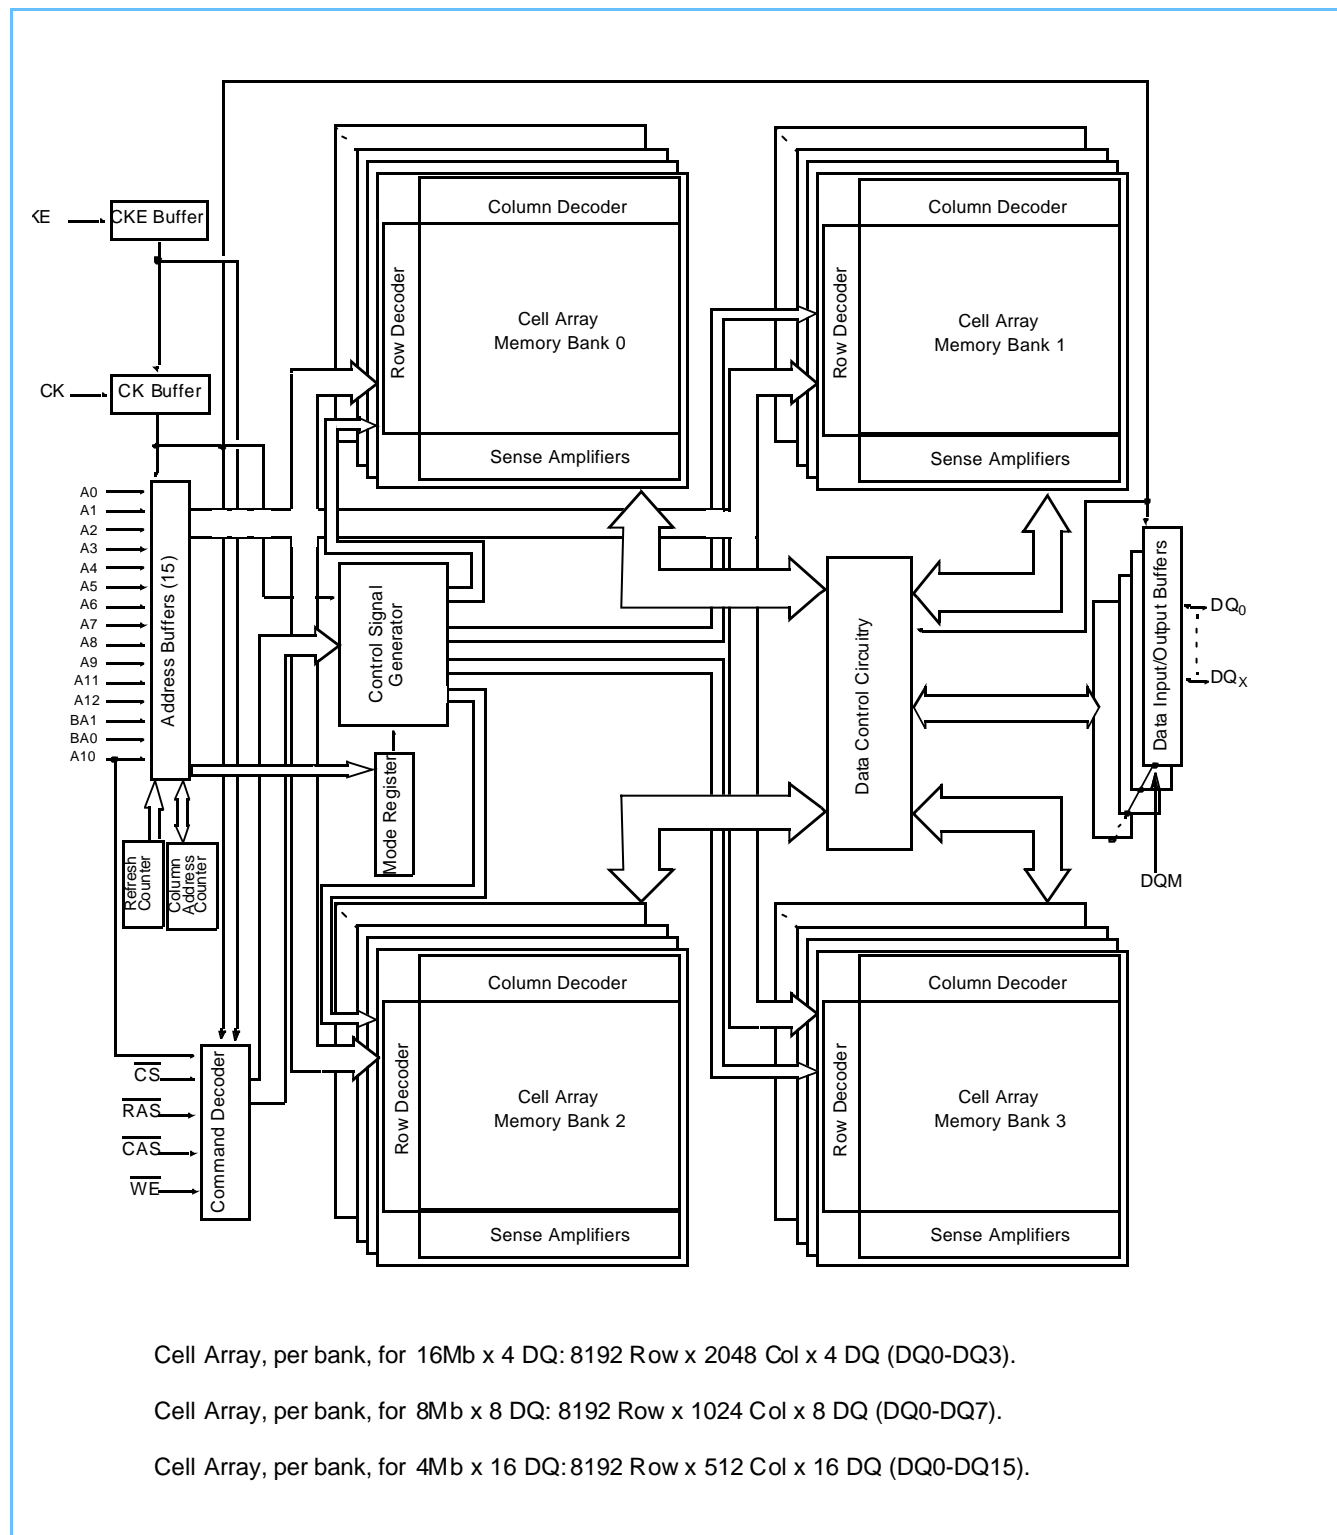 Column Decoder
Row Decoder
Cell Array
Memory Bank 0
Sense Amplifiers
Column Decoder
Row Decoder
Cell Array
Memory Bank 1
Sense Amplifiers
KE
CKE Buffer
CK
CK Buffer
A0
A1
A2
A3
A4
A5
A6
A7
A8
A9
A11
A12
BA1
BA0
A10
Address Buffers (15)
Control Signal
Generator
Mode Register
Refresh
Counter
Column
Address
Counter
Data Control Circuitry
Data Input/Output Buffers
DQ0
DQX
DQM
CS
RAS
CAS
WE
Command Decoder
Column Decoder
Row Decoder
Cell Array
Memory Bank 2
Sense Amplifiers
Column Decoder
Row Decoder
Cell Array
Memory Bank 3
Sense Amplifiers
Cell Array, per bank, for 16Mb x 4 DQ: 8192 Row x 2048 Col x 4 DQ (DQ0-DQ3).
Cell Array, per bank, for 8Mb x 8 DQ: 8192 Row x 1024 Col x 8 DQ (DQ0-DQ7).
Cell Array, per bank, for 4Mb x 16 DQ: 8192 Row x 512 Col x 16 DQ (DQ0-DQ15).